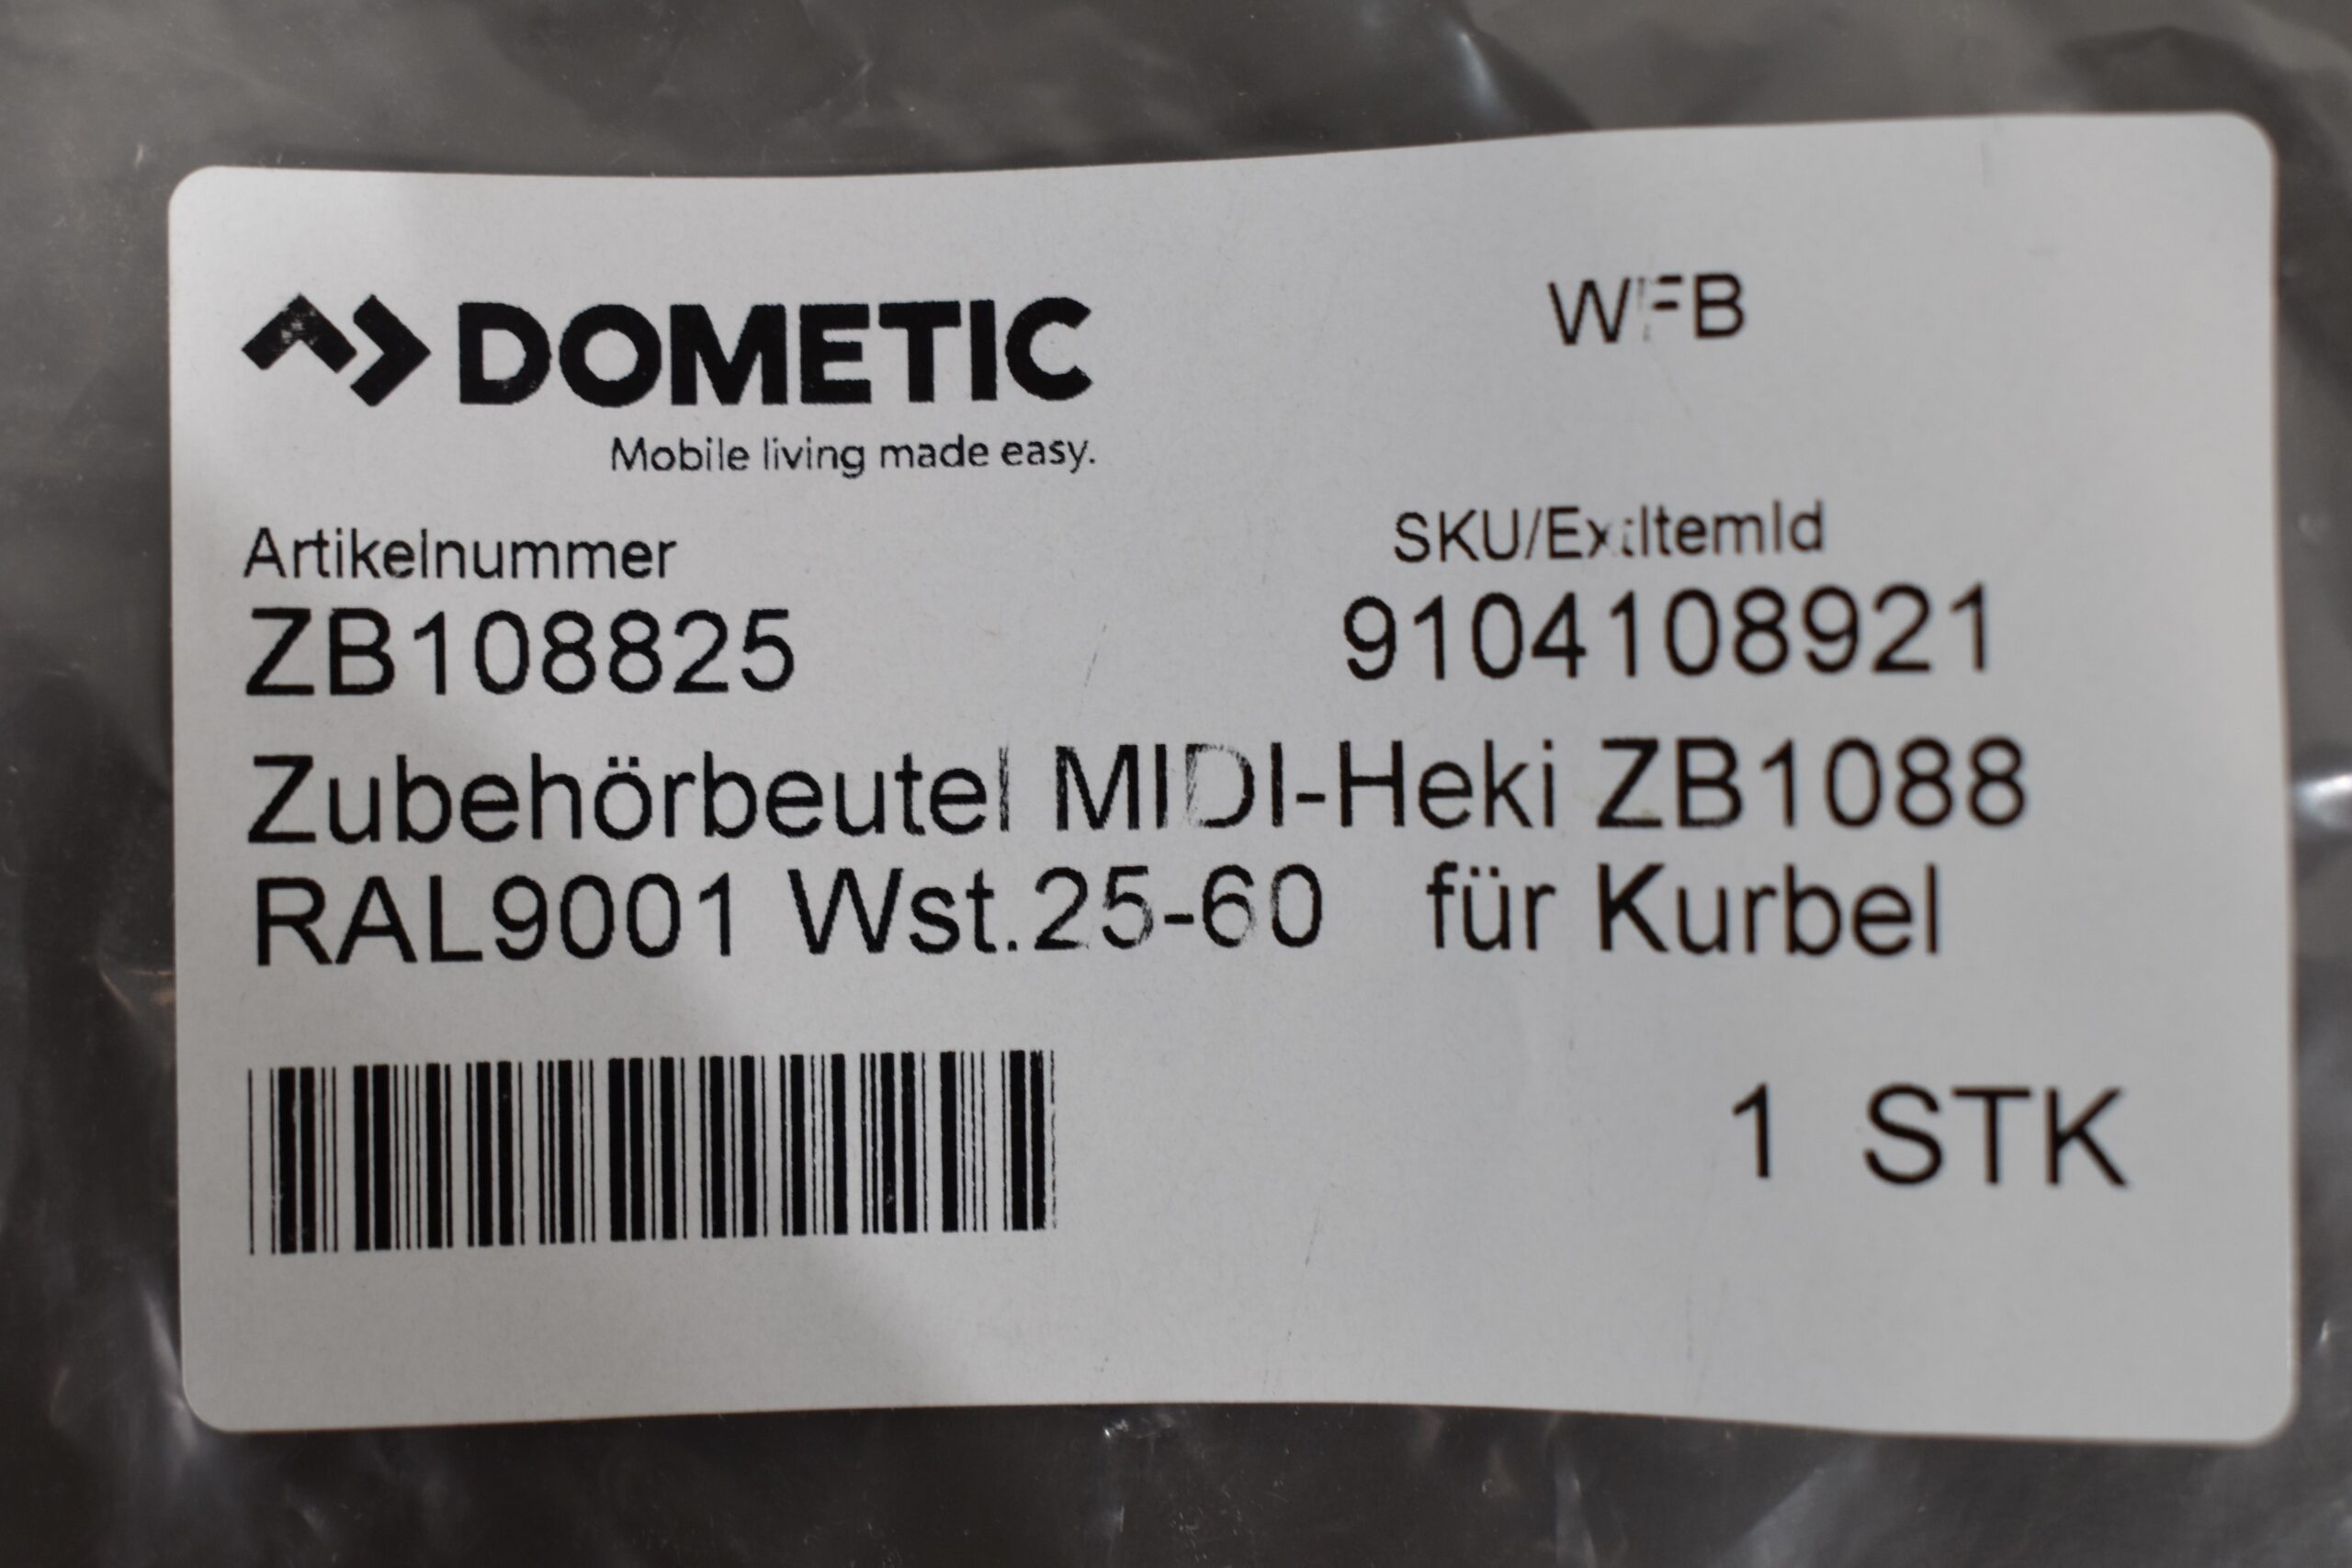 DOMETIC
WFB
Mobile living made easy.
Artikelnummer
SKU/ExtItemId
ZB108825
9104108921
Zubehörbeutel MIDI-Heki ZB1088
RAL9001 Wst.25-60 für Kurbel
1 STK